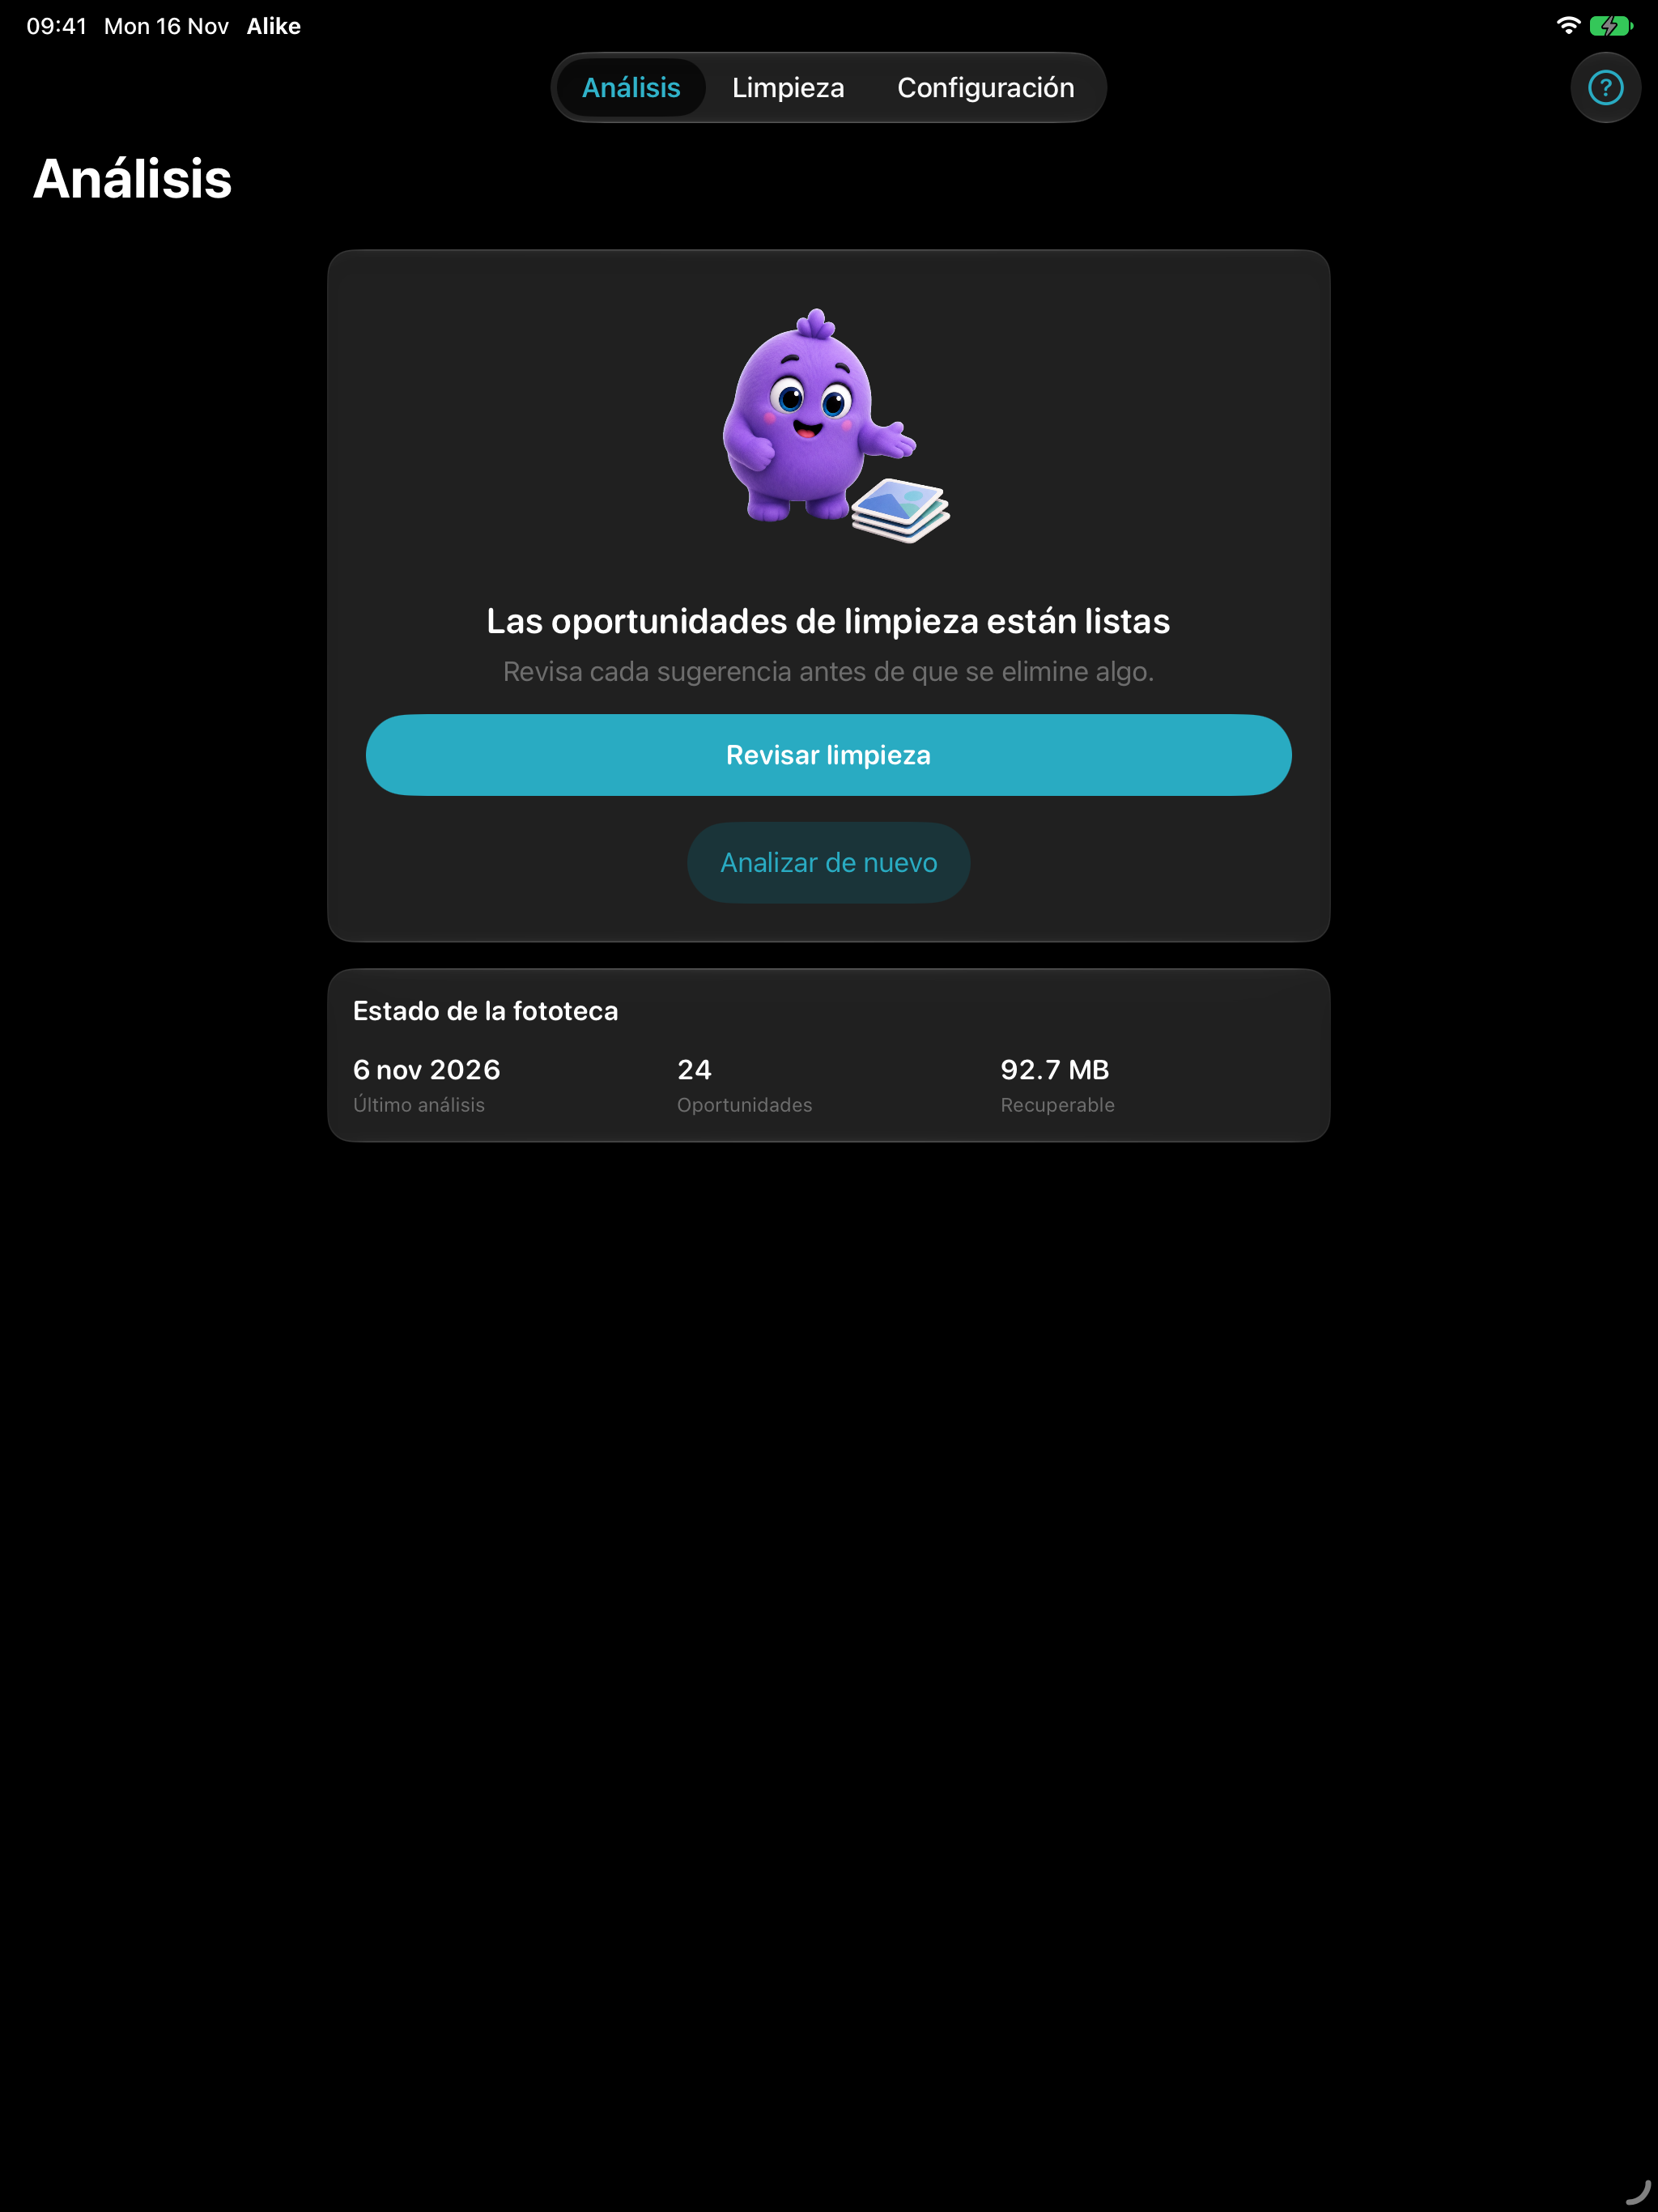 09:41 Mon 16 Nov Alike
Análisis Limpieza Configuración ?
Análisis
Las oportunidades de limpieza están listas
Revisa cada sugerencia antes de que se elimine algo.
Revisar limpieza
Analizar de nuevo
Estado de la fototeca
6 nov 2026 24 92.7 MB
Último análisis Oportunidades Recuperable